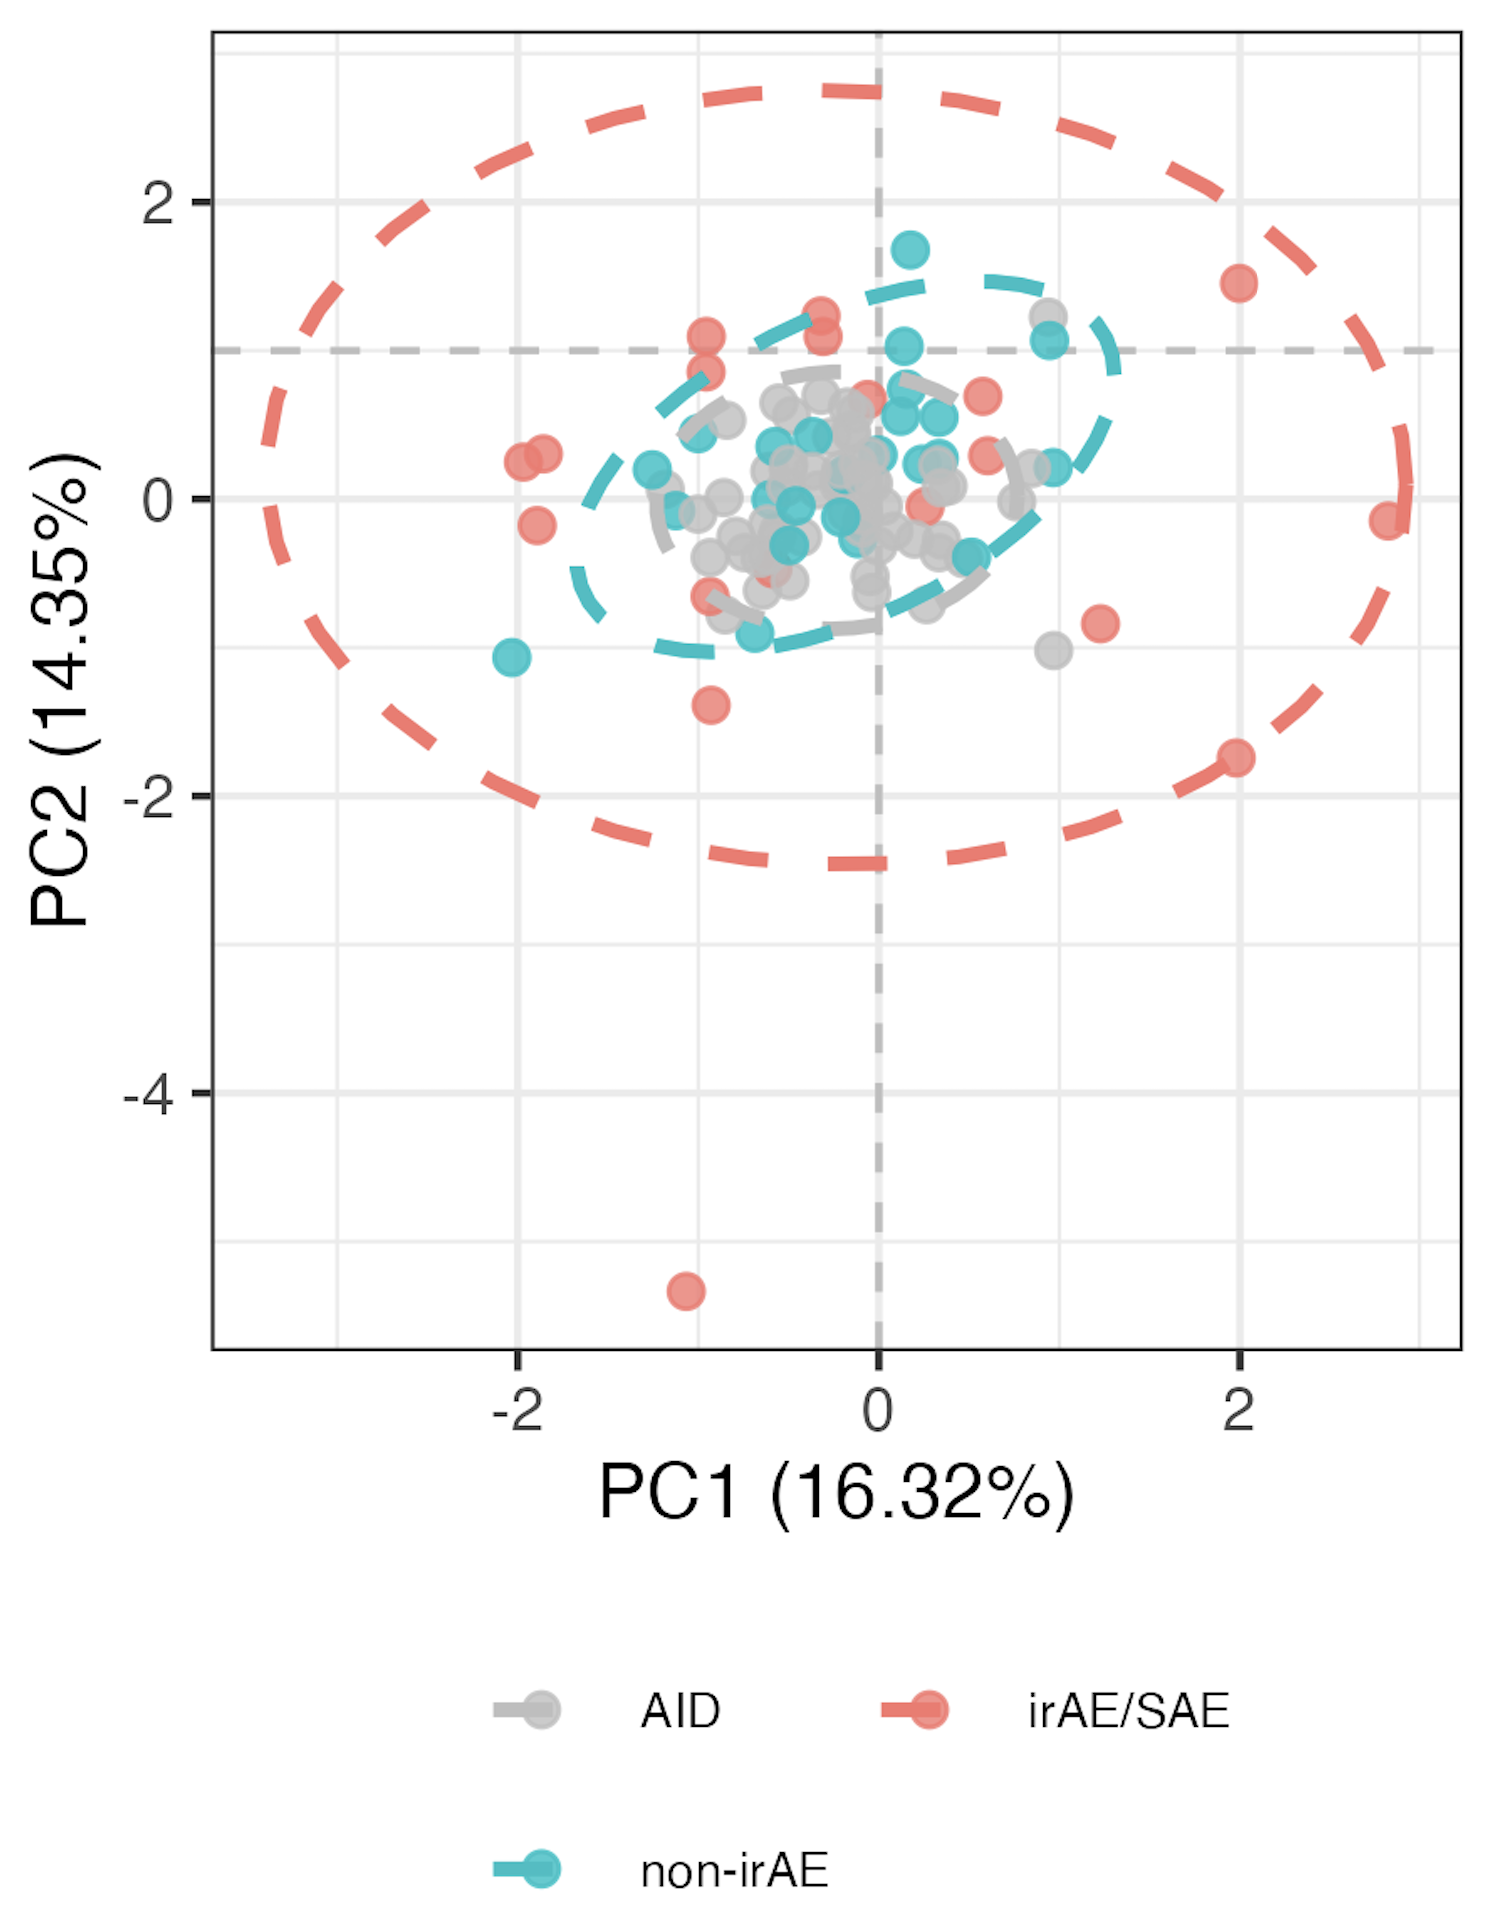 PC2 (14.35%)
2
0
-2
-4
-2
0
2
PC1 (16.32%)
AID
irAE/SAE
non-irAE